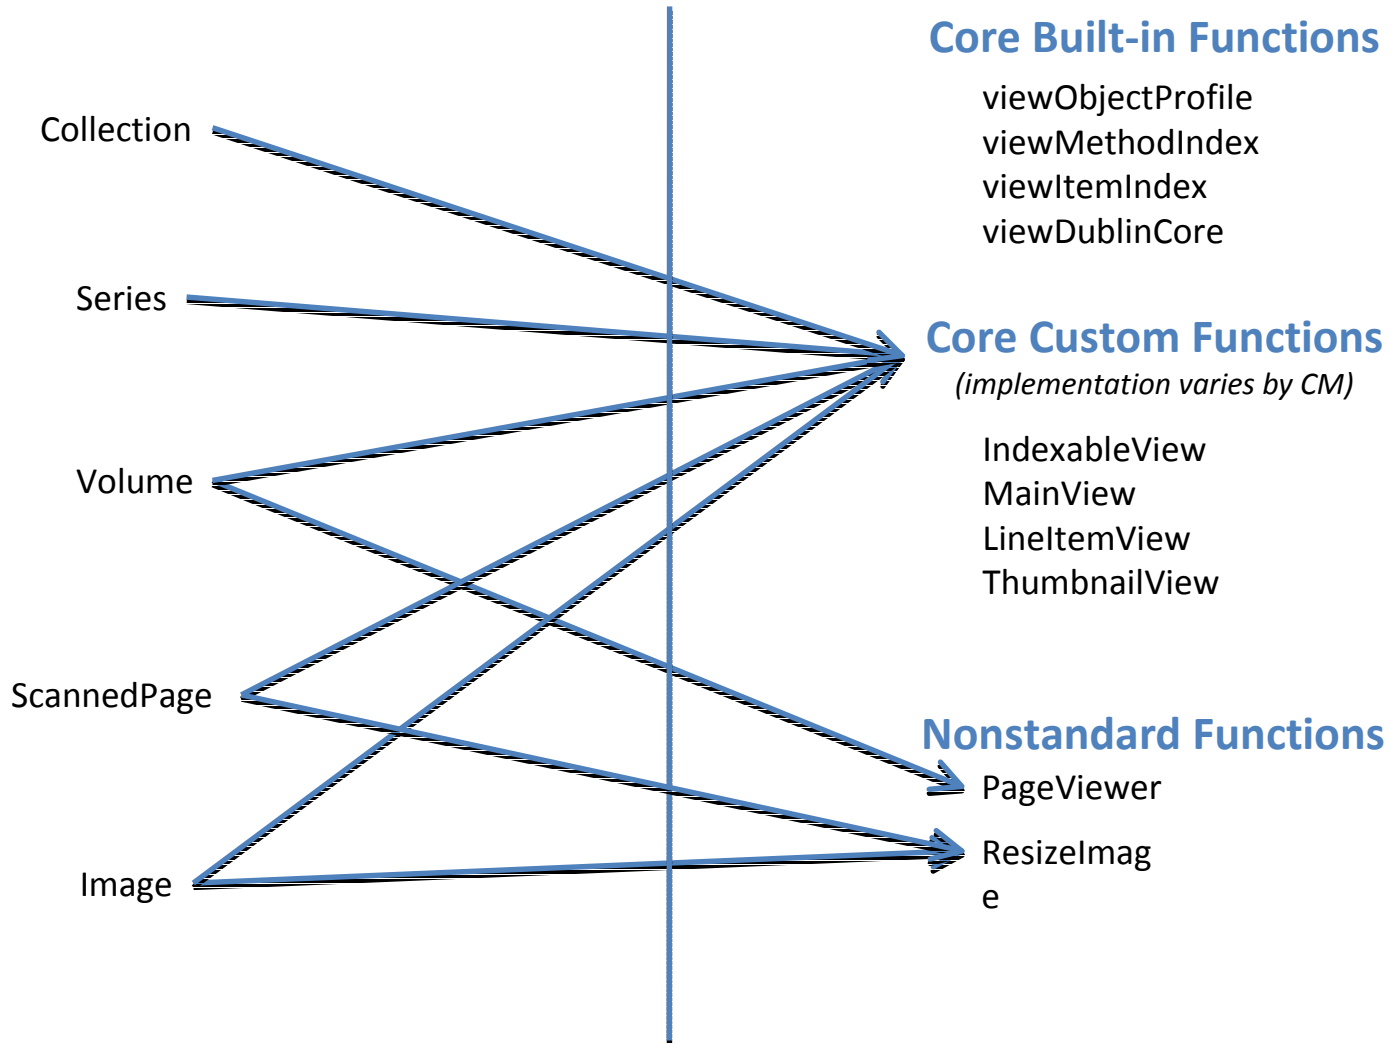 Collection
Series
Volume
ScannedPage
Image
Core Built-in Functions
viewObjectProfile
viewMethodIndex
viewItemIndex
viewDublinCore
Core Custom Functions
(implementation varies by CM)
IndexableView
MainView
LineItemView
ThumbnailView
Nonstandard Functions
PageViewer
ResizeImag
e